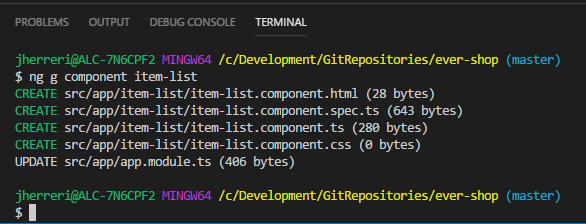 PROBLEMS OUTPUT DEBUG CONSOLE TERMINAL
jherreri@ALC-7N6CPF2 MINGW64 /c/Development/GitRepositories/ever-shop (master)
$ ng g component item-list
CREATE src/app/item-list/item-list.component.html (28 bytes)
CREATE src/app/item-list/item-list.component.spec.ts (643 bytes)
CREATE src/app/item-list/item-list.component.ts (280 bytes)
CREATE src/app/item-list/item-list.component.css (0 bytes)
UPDATE src/app/app.module.ts (406 bytes)
jherreri@ALC-7N6CPF2 MINGW64 /c/Development/GitRepositories/ever-shop (master)
$